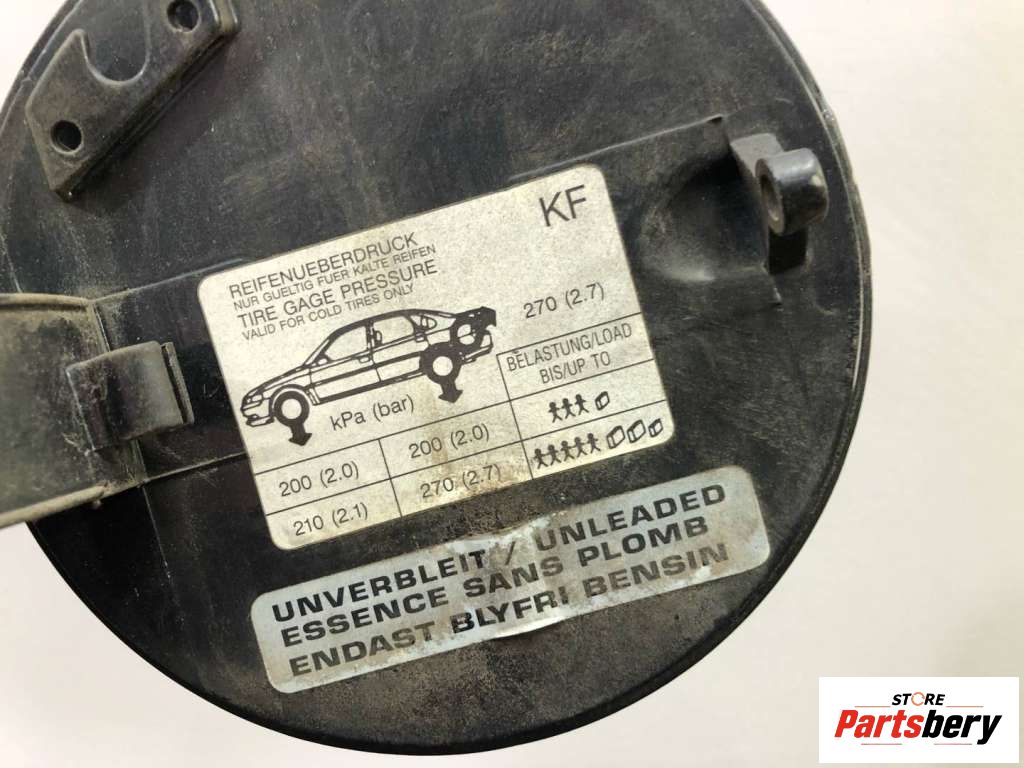 KF
REIFENUEBERDRUCK
NUR GUELTIG FUER KALTE REIFEN
TIRE GAGE PRESSURE
VALID FOR COLD TIRES ONLY
270 (2.7)
BELASTUNG/LOAD
BIS/UP TO
kPa (bar)
200 (2.0) 200 (2.0)
210 (2.1) 270 (2.7)
UNVERBLEIT / UNLEADED
ESSENCE SANS PLOMB
ENDAST BLYFRI BENSIN
STORE
Partsbery